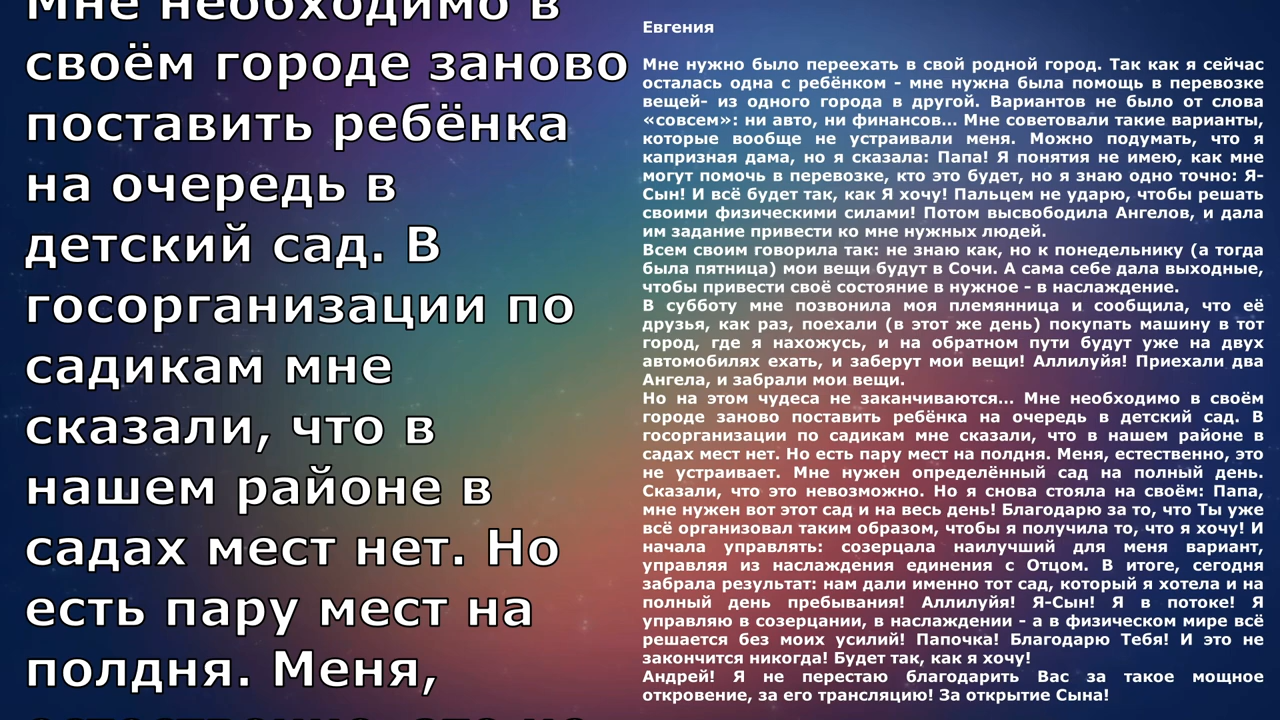 Мне необходимо в
своём городе заново
поставить ребёнка
на очередь в
детский сад. В
госорганизации по
садикам мне
сказали, что в
нашем районе в
садах мест нет. Но
есть пару мест на
полдня. Меня,
естественно, это не
Евгения
Мне нужно было переехать в свой родной город. Так как я сейчас
осталась одна с ребёнком - мне нужна была помощь в перевозке
вещей- из одного города в другой. Вариантов не было от слова
«совсем»: ни авто, ни финансов... Мне советовали такие варианты,
которые вообще не устраивали меня. Можно подумать, что я
капризная дама, но я сказала: Папа! Я понятия не имею, как мне
могут помочь в перевозке, кто это будет, но я знаю одно точно: Я-
Сын! И всё будет так, как Я хочу! Пальцем не ударю, чтобы решать
своими физическими силами! Потом высвободила Ангелов, и дала
им задание привести ко мне нужных людей.
Всем своим говорила так: не знаю как, но к понедельнику (а тогда
была пятница) мои вещи будут в Сочи. А сама себе дала выходные,
чтобы привести своё состояние в нужное - в наслаждение.
В субботу мне позвонила моя племянница и сообщила, что её
друзья, как раз, поехали (в этот же день) покупать машину в тот
город, где я нахожусь, и на обратном пути будут уже на двух
автомобилях ехать, и заберут мои вещи! Аллилуйя! Приехали два
Ангела, и забрали мои вещи.
Но на этом чудеса не заканчиваются... Мне необходимо в своём
городе заново поставить ребёнка на очередь в детский сад. В
госорганизации по садикам мне сказали, что в нашем районе в
садах мест нет. Но есть пару мест на полдня. Меня, естественно, это
не устраивает. Мне нужен определённый сад на полный день.
Сказали, что это невозможно. Но я снова стояла на своём: Папа,
мне нужен вот этот сад и на весь день! Благодарю за то, что Ты уже
всё организовал таким образом, чтобы я получила то, что я хочу! И
начала управлять: созерцала наилучший для меня вариант,
управляя из наслаждения единения с Отцом. В итоге, сегодня
забрала результат: нам дали именно тот сад, который я хотела и на
полный день пребывания! Аллилуйя! Я-Сын! Я в потоке! Я
управляю в созерцании, в наслаждении - а в физическом мире всё
решается без моих усилий! Папочка! Благодарю Тебя! И это не
закончится никогда! Будет так, как я хочу!
Андрей! Я не перестаю благодарить Вас за такое мощное
откровение, за его трансляцию! За открытие Сына!